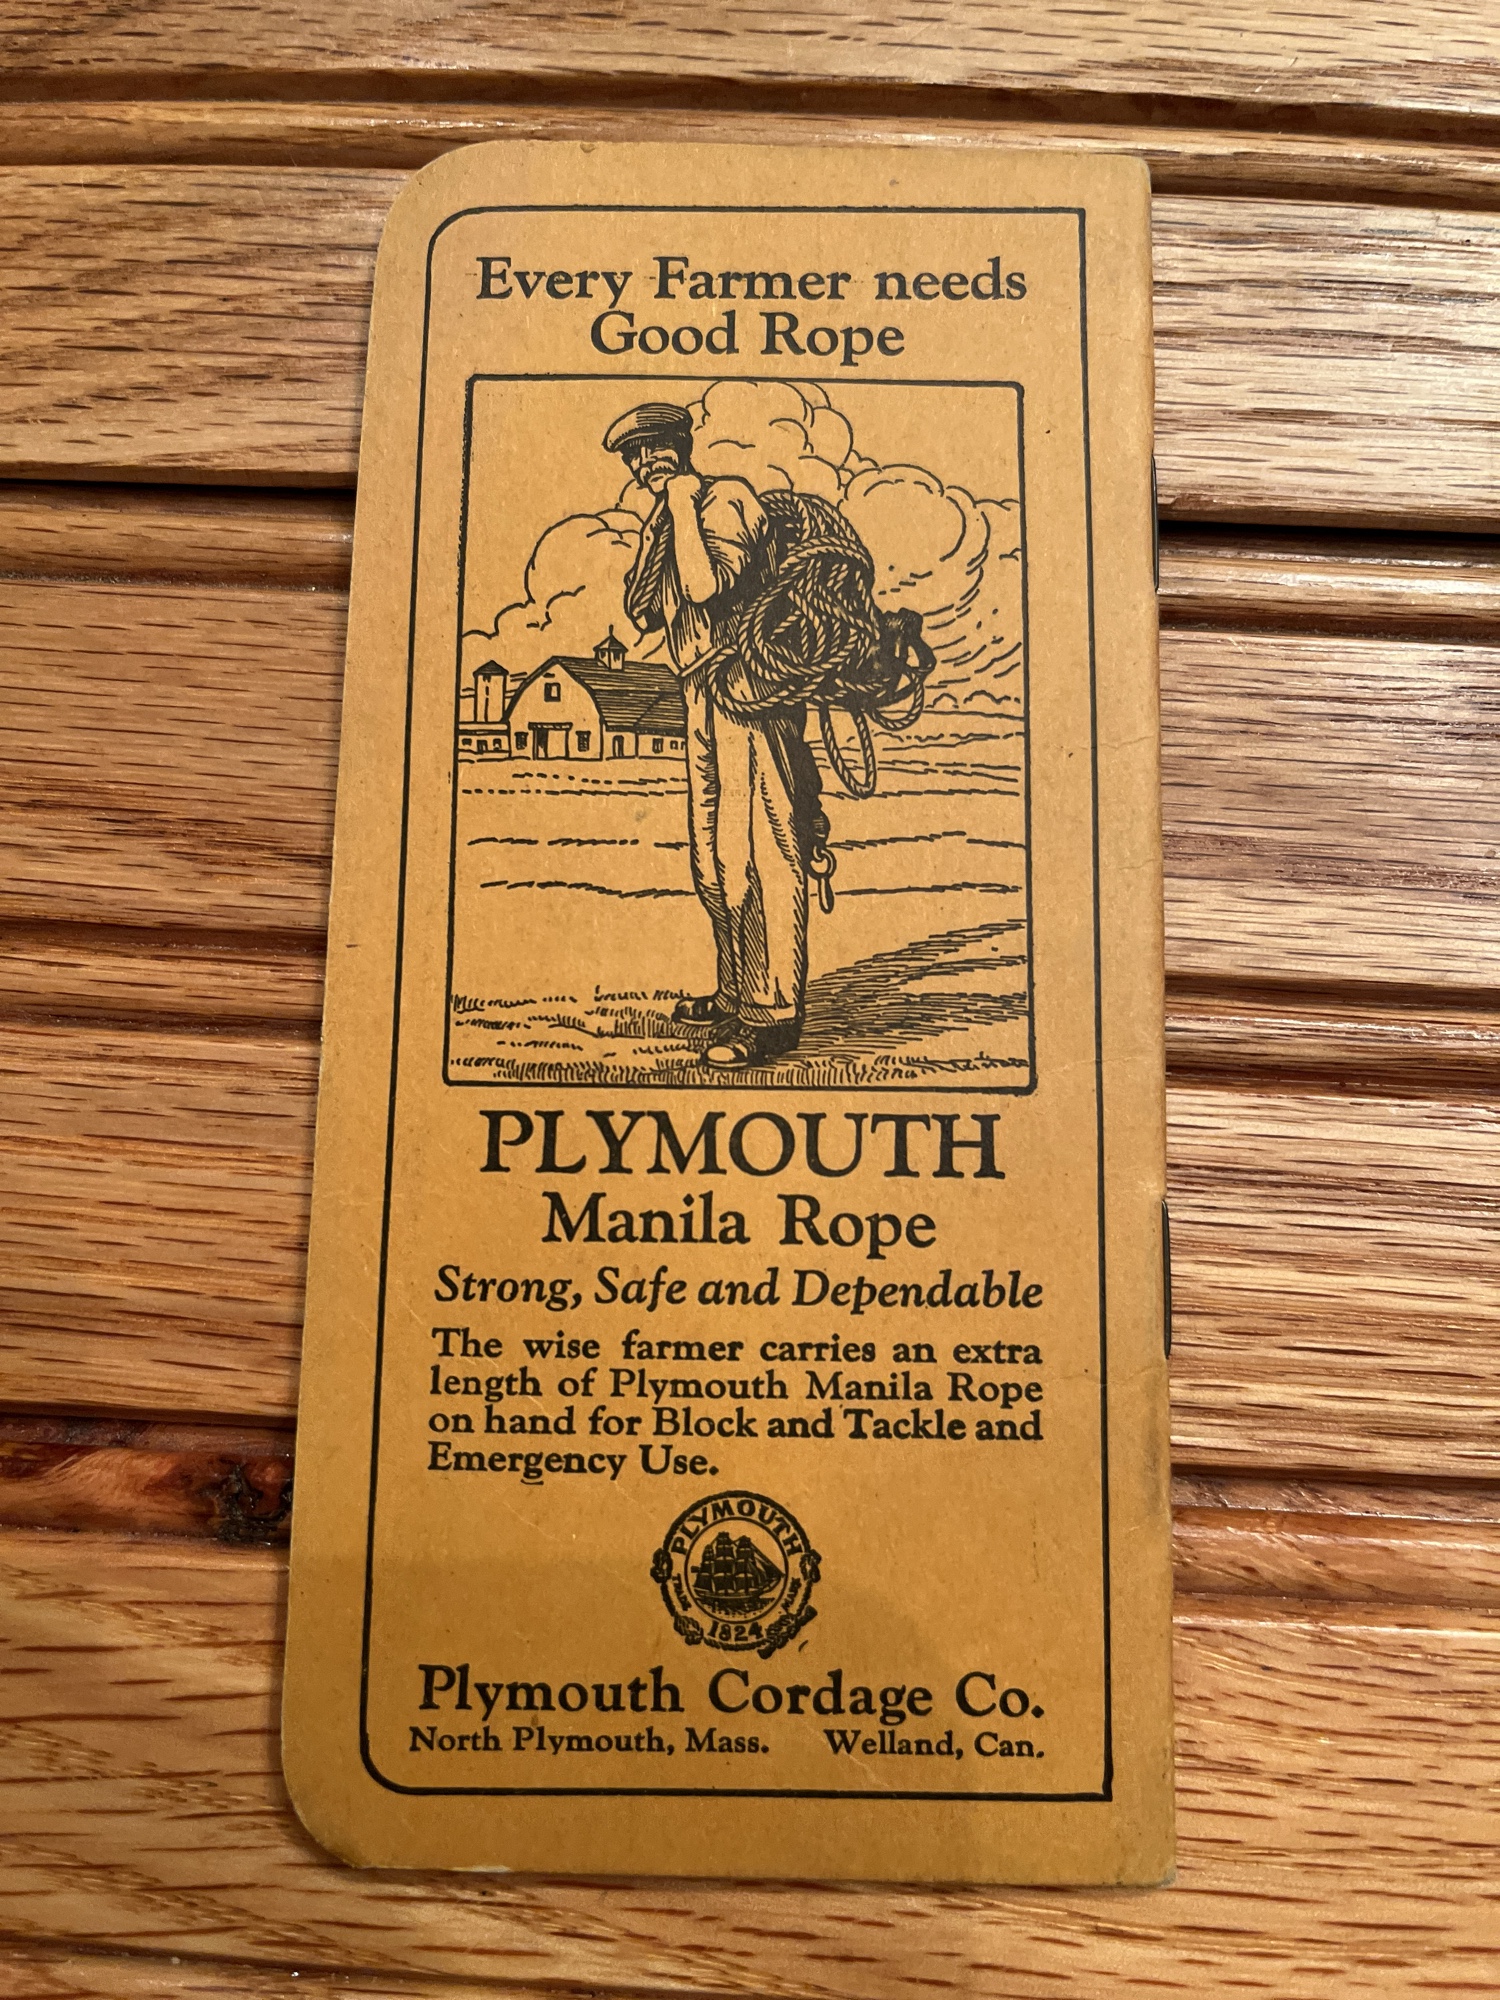 Every Farmer needs
Good Rope
PLYMOUTH
Manila Rope
Strong, Safe and Dependable
The wise farmer carries an extra
length of Plymouth Manila Rope
on hand for Block and Tackle and
Emergency Use.
PLYMOUTH
TRADE MARK
1824
Plymouth Cordage Co.
North Plymouth, Mass. Welland, Can.